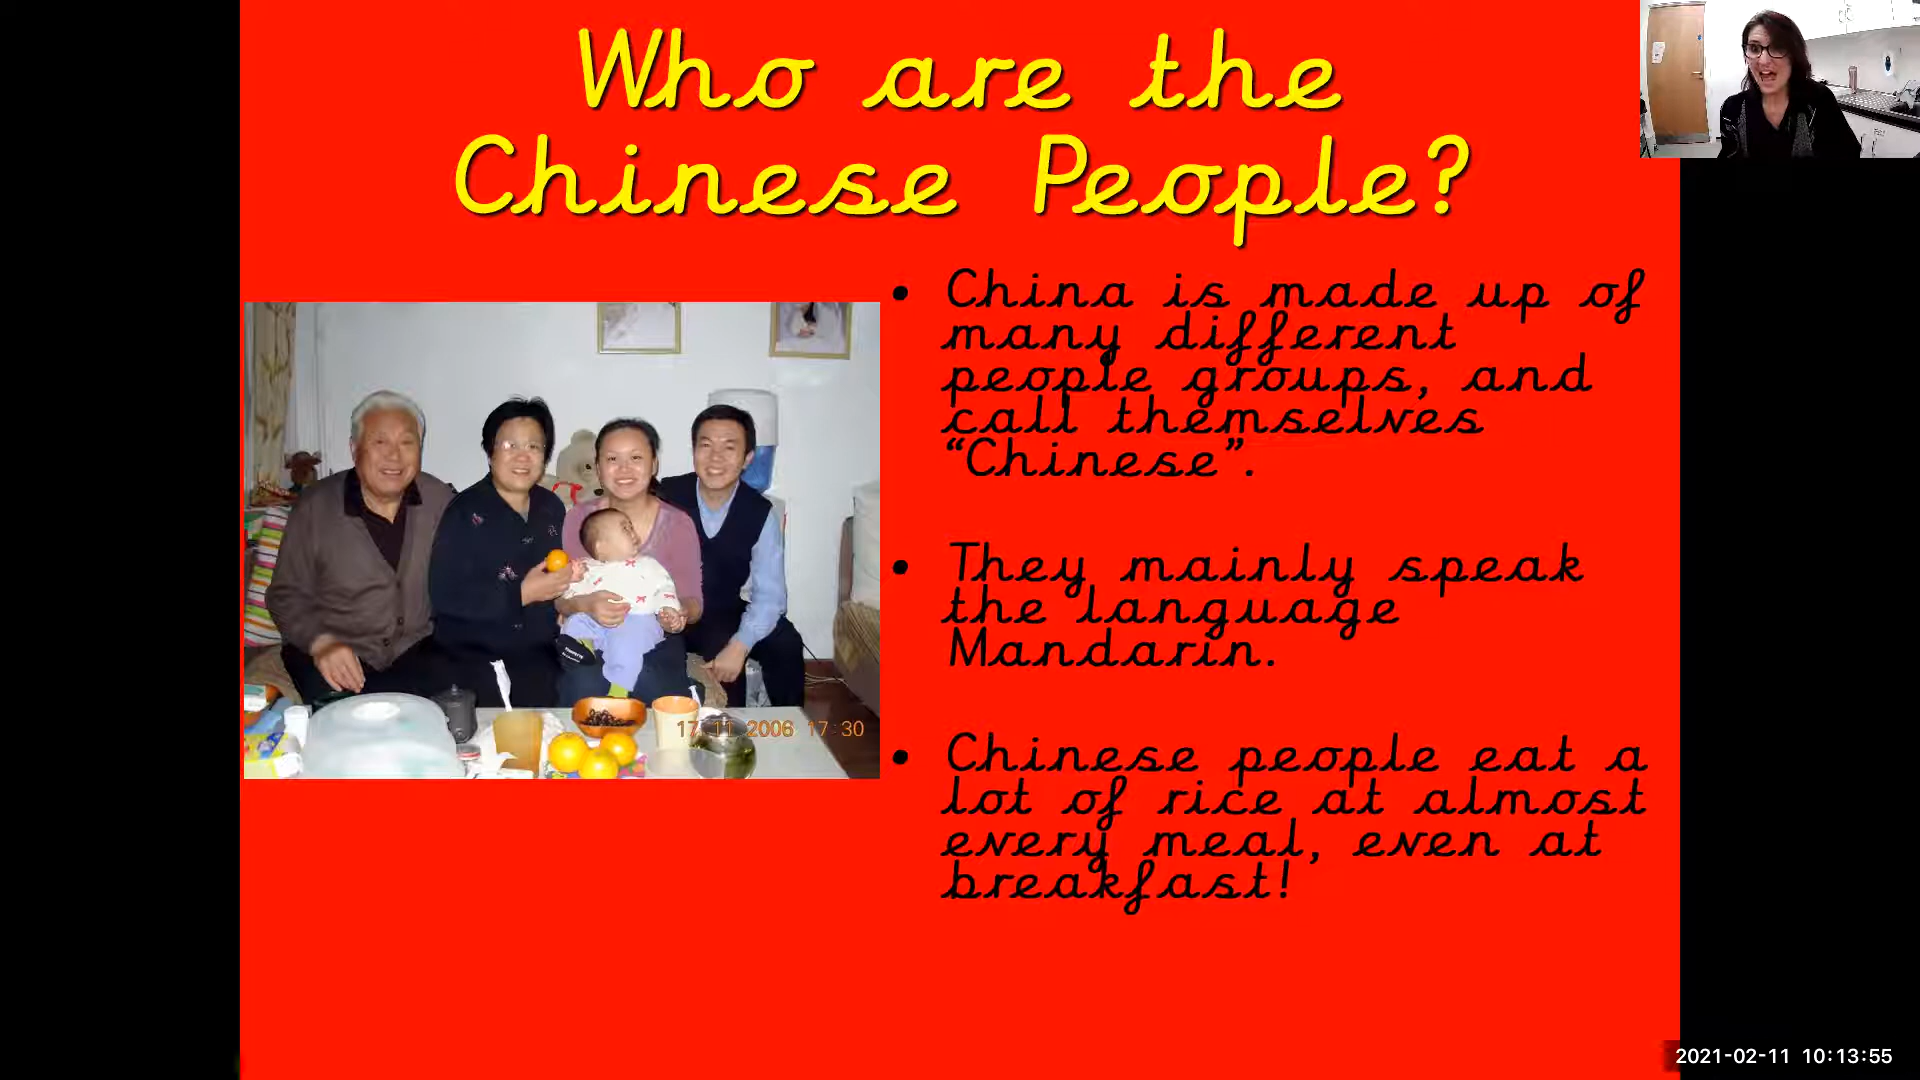 Who are the
Chinese People?
• China is made up of
many different
people groups, and
call themselves
“Chinese”.
• They mainly speak
the language
Mandarin.
• Chinese people eat a
lot of rice at almost
every meal, even at
breakfast!
17 11 2006 17:30
2021-02-11 10:13:55